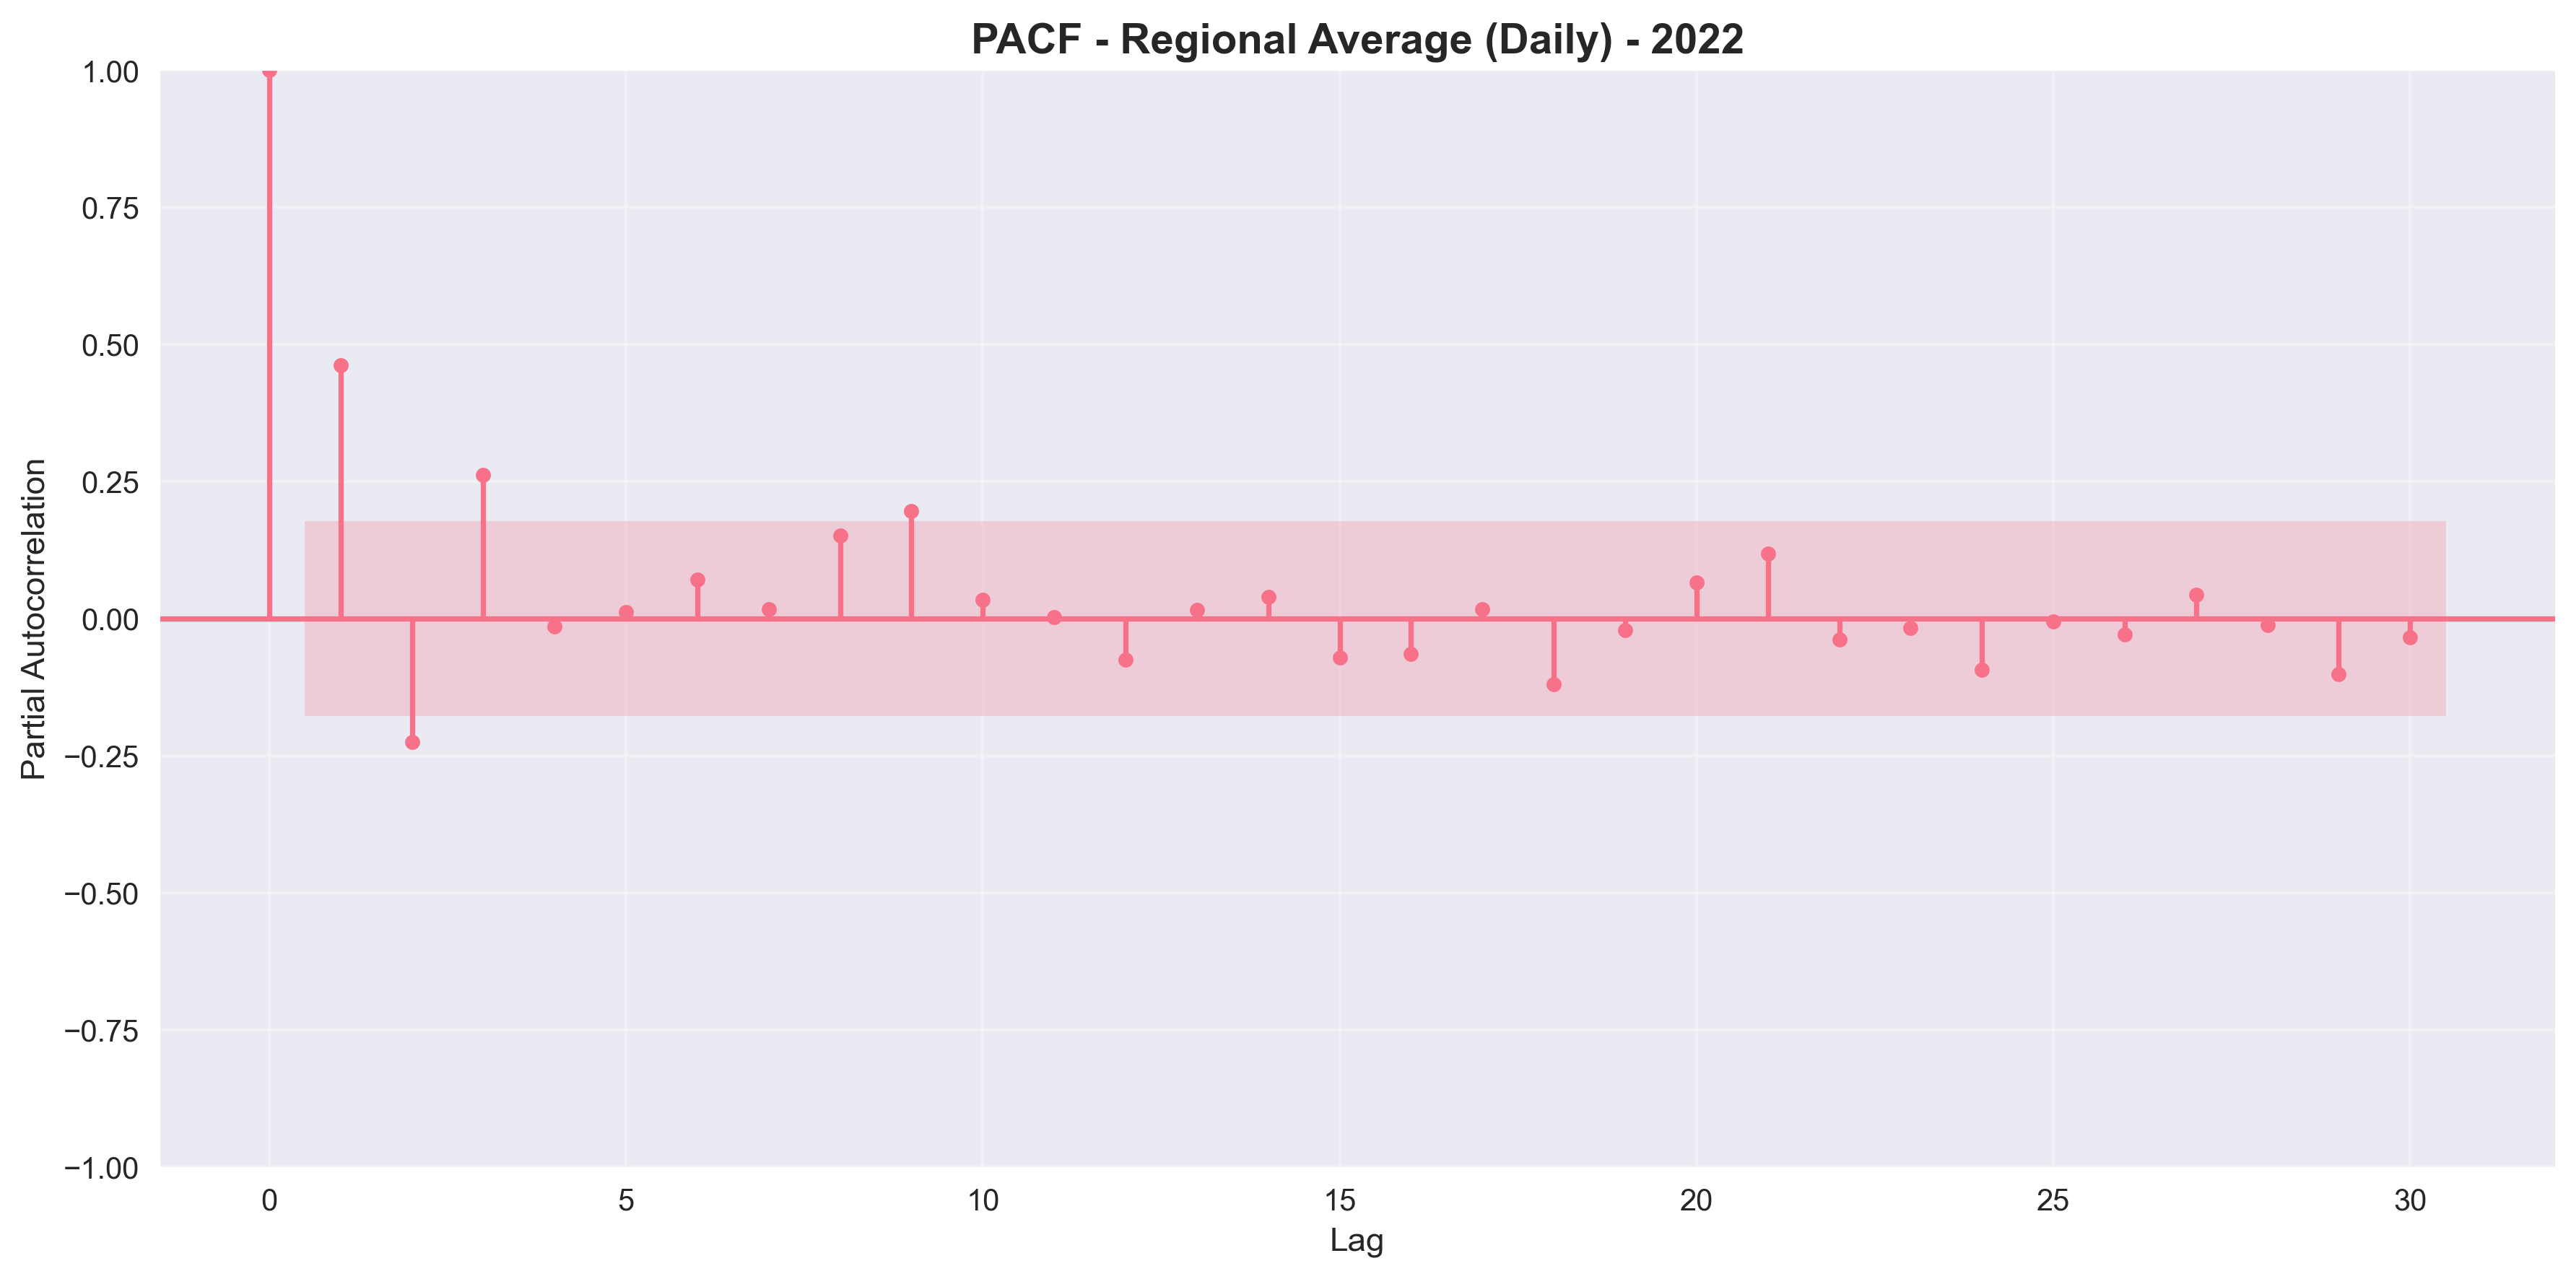 PACF - Regional Average (Daily) - 2022
Partial Autocorrelation
1.00
0.75
0.50
0.25
0.00
−0.25
−0.50
−0.75
−1.00
0 5 10 15 20 25 30
Lag